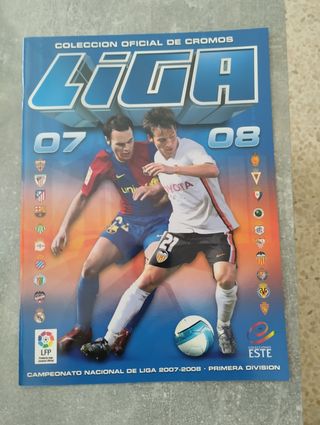 COLECCION OFICIAL DE CROMOS
LiGA
07 08
unicef
TOYOTA
22
21
LFP
ESTE
CAMPEONATO NACIONAL DE LIGA 2007-2008 - PRIMERA DIVISION